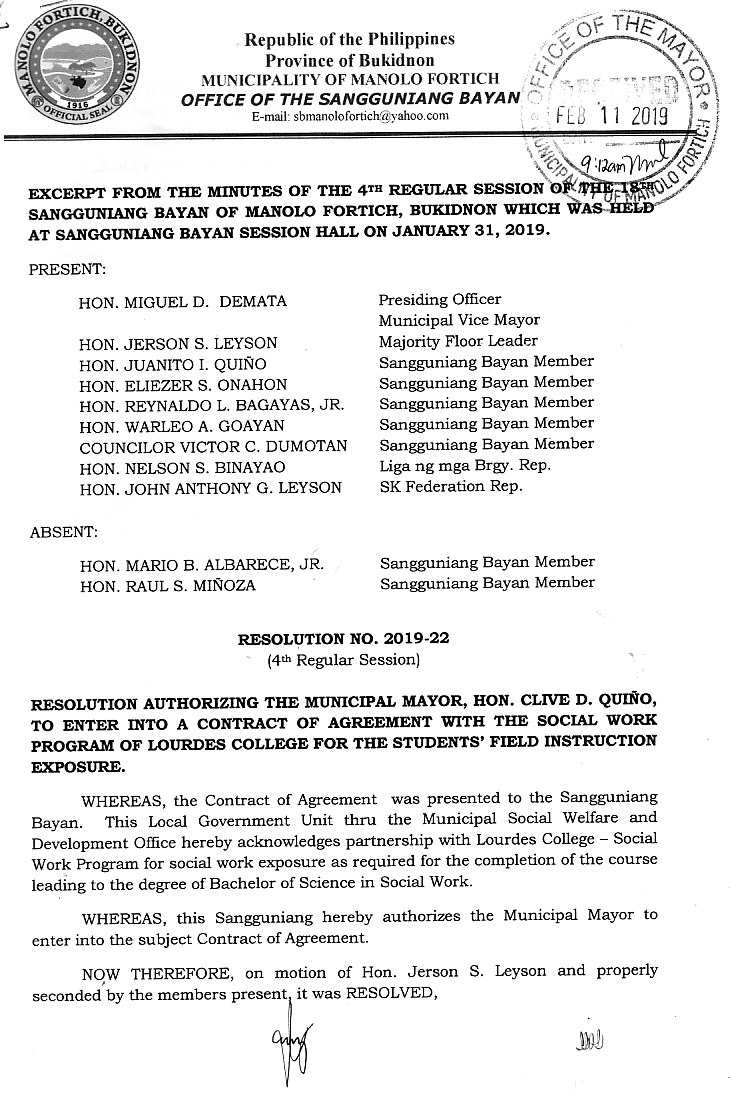 MANOLO FORTICH, BUKIDNON
1916
OFFICIAL SEAL
Republic of the Philippines
Province of Bukidnon
MUNICIPALITY OF MANOLO FORTICH
OFFICE OF THE SANGGUNIANG BAYAN
E-mail: sbmanolofortich@yahoo.com
OFFICE OF THE MAYOR
RECEIVED
FEB 11 2019
9:12am
MUNICIPALITY OF MANOLO FORTICH
EXCERPT FROM THE MINUTES OF THE 4TH REGULAR SESSION OF THE 18TH
SANGGUNIANG BAYAN OF MANOLO FORTICH, BUKIDNON WHICH WAS HELD
AT SANGGUNIANG BAYAN SESSION HALL ON JANUARY 31, 2019.
PRESENT:
HON. MIGUEL D. DEMATA Presiding Officer
Municipal Vice Mayor
HON. JERSON S. LEYSON Majority Floor Leader
HON. JUANITO I. QUIÑO Sangguniang Bayan Member
HON. ELIEZER S. ONAHON Sangguniang Bayan Member
HON. REYNALDO L. BAGAYAS, JR. Sangguniang Bayan Member
HON. WARLEO A. GOAYAN Sangguniang Bayan Member
COUNCILOR VICTOR C. DUMOTAN Sangguniang Bayan Member
HON. NELSON S. BINAYAO Liga ng mga Brgy. Rep.
HON. JOHN ANTHONY G. LEYSON SK Federation Rep.
ABSENT:
HON. MARIO B. ALBARECE, JR. Sangguniang Bayan Member
HON. RAUL S. MIÑOZA Sangguniang Bayan Member
RESOLUTION NO. 2019-22
(4th Regular Session)
RESOLUTION AUTHORIZING THE MUNICIPAL MAYOR, HON. CLIVE D. QUIÑO,
TO ENTER INTO A CONTRACT OF AGREEMENT WITH THE SOCIAL WORK
PROGRAM OF LOURDES COLLEGE FOR THE STUDENTS' FIELD INSTRUCTION
EXPOSURE.
WHEREAS, the Contract of Agreement was presented to the Sangguniang
Bayan. This Local Government Unit thru the Municipal Social Welfare and
Development Office hereby acknowledges partnership with Lourdes College – Social
Work Program for social work exposure as required for the completion of the course
leading to the degree of Bachelor of Science in Social Work.
WHEREAS, this Sangguniang hereby authorizes the Municipal Mayor to
enter into the subject Contract of Agreement.
NOW THEREFORE, on motion of Hon. Jerson S. Leyson and properly
seconded by the members present, it was RESOLVED,